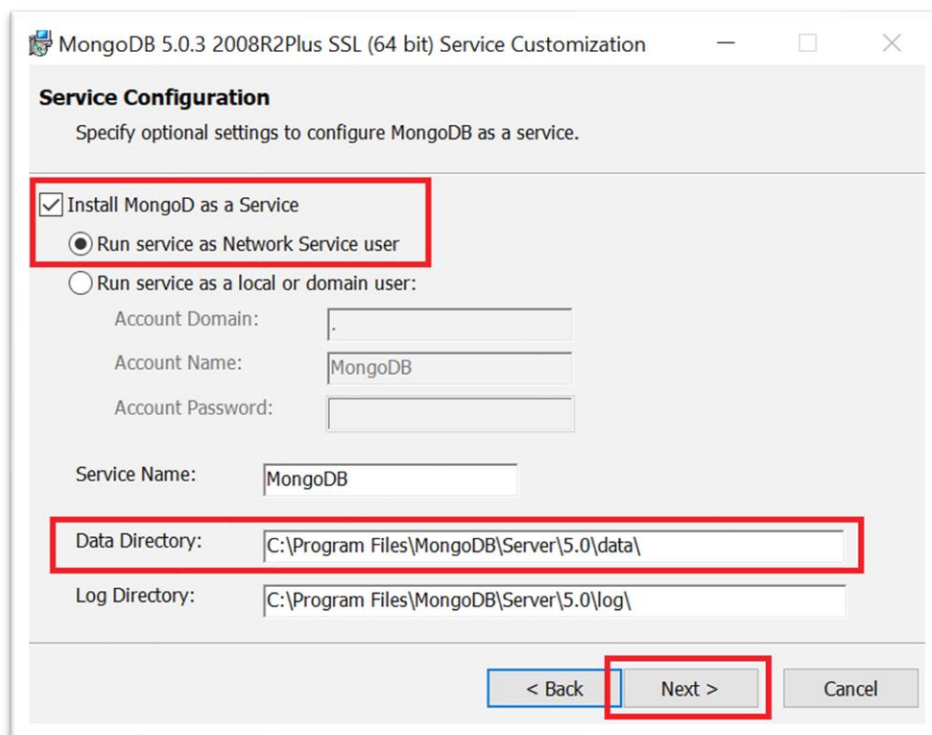 MongoDB 5.0.3 2008R2Plus SSL (64 bit) Service Customization
Service Configuration
Specify optional settings to configure MongoDB as a service.
Install MongoD as a Service
Run service as Network Service user
Run service as a local or domain user:
Account Domain: .
Account Name: MongoDB
Account Password:
Service Name: MongoDB
Data Directory: C:\Program Files\MongoDB\Server\5.0\data\
Log Directory: C:\Program Files\MongoDB\Server\5.0\log\
< Back Next > Cancel